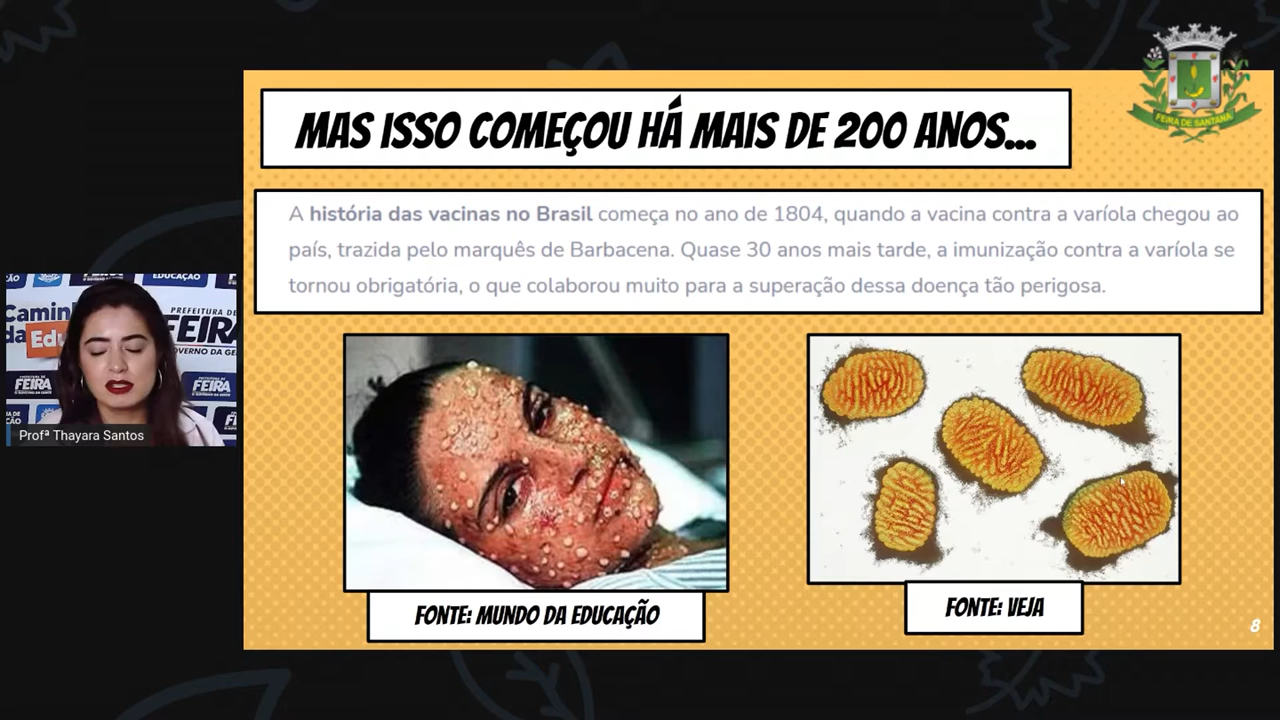 MAS ISSO COMEÇOU HÁ MAIS DE 200 ANOS...
FEIRA DE SANTANA
A história das vacinas no Brasil começa no ano de 1804, quando a vacina contra a varíola chegou ao
país, trazida pelo marquês de Barbacena. Quase 30 anos mais tarde, a imunização contra a varíola se
tornou obrigatória, o que colaborou muito para a superação dessa doença tão perigosa.
EDUCAÇÃO
PREFEITURA DE
FEIRA
FEIRA
FEIRA
Profª Thayara Santos
FONTE: MUNDO DA EDUCAÇÃO
FONTE: VEJA
8